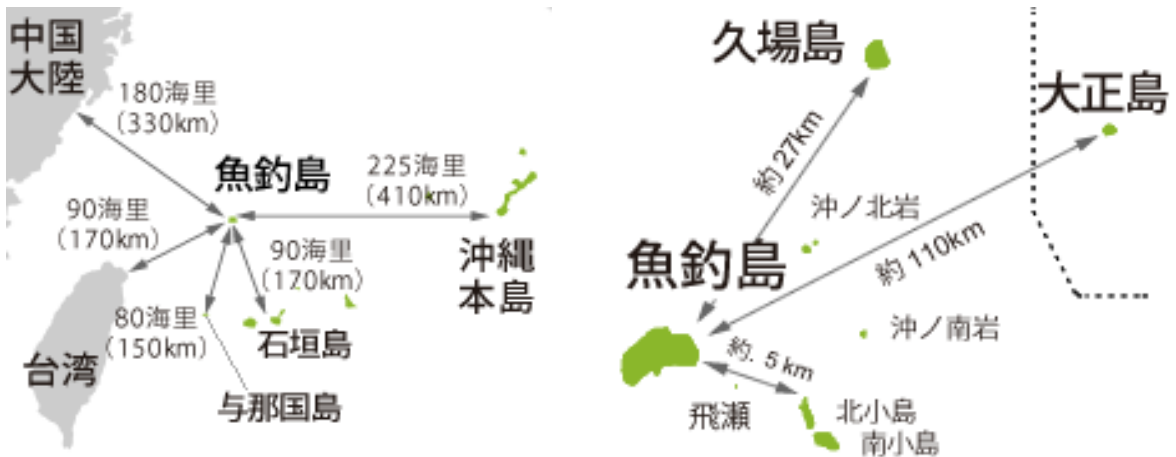 中国
大陸
180海里
(330km)
魚釣島
225海里
(410km)
90海里
(170km)
90海里
(170km)
沖縄
本島
80海里
(150km)
石垣島
台湾
与那国島
久場島
大正島
約 27km
沖ノ北岩
約 110km
魚釣島
沖ノ南岩
約. 5 km
飛瀬
北小島
南小島